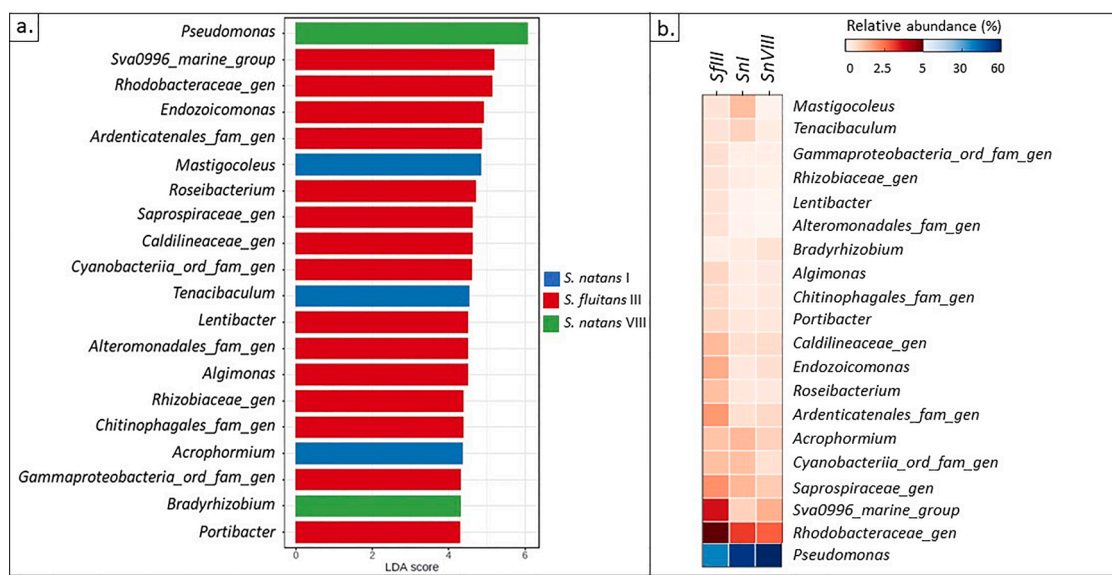 a.
Pseudomonas
Sva0996_marine_group
Rhodobacteraceae_gen
Endozoicomonas
Ardenticatenales_fam_gen
Mastigocoleus
Roseibacterium
Saprospiraceae_gen
Caldilineaceae_gen
Cyanobacteriia_ord_fam_gen
Tenacibaculum
Lentibacter
Alteromonadales_fam_gen
Algimonas
Rhizobiaceae_gen
Chitinophagales_fam_gen
Acrophormium
Gammaproteobacteria_ord_fam_gen
Bradyrhizobium
Portibacter
0 2 4 6
LDA score
S. natans I
S. fluitans III
S. natans VIII
b.
Relative abundance (%)
0 2.5 5 30 60
SfIII SnI SnVIII
Mastigocoleus
Tenacibaculum
Gammaproteobacteria_ord_fam_gen
Rhizobiaceae_gen
Lentibacter
Alteromonadales_fam_gen
Bradyrhizobium
Algimonas
Chitinophagales_fam_gen
Portibacter
Caldilineaceae_gen
Endozoicomonas
Roseibacterium
Ardenticatenales_fam_gen
Acrophormium
Cyanobacteriia_ord_fam_gen
Saprospiraceae_gen
Sva0996_marine_group
Rhodobacteraceae_gen
Pseudomonas